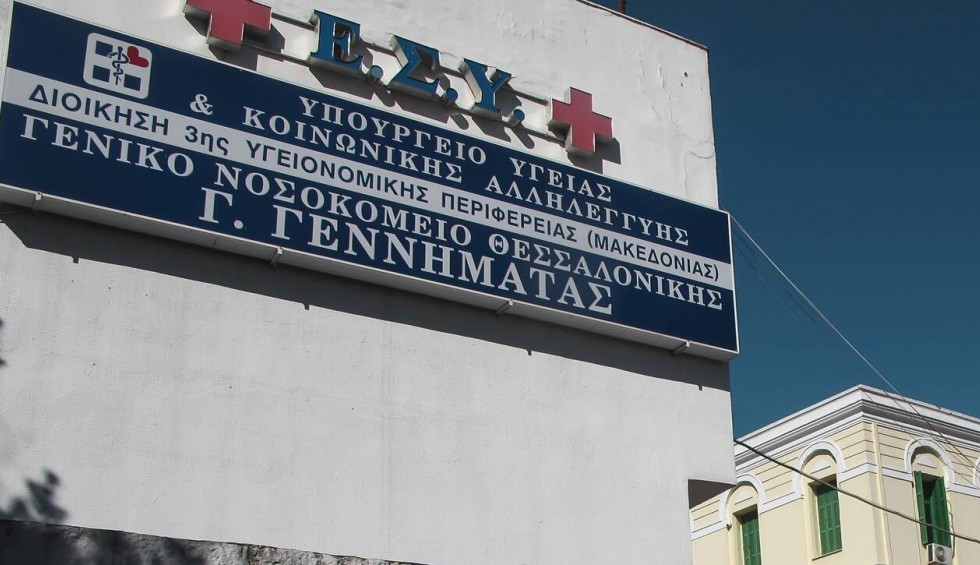 Ε.Σ.Υ.
ΥΠΟΥΡΓΕΙΟ ΥΓΕΙΑΣ
& ΚΟΙΝΩΝΙΚΗΣ ΑΛΛΗΛΕΓΓΥΗΣ
ΔΙΟΙΚΗΣΗ 3ης ΥΓΕΙΟΝΟΜΙΚΗΣ ΠΕΡΙΦΕΡΕΙΑΣ (ΜΑΚΕΔΟΝΙΑΣ)
ΓΕΝΙΚΟ ΝΟΣΟΚΟΜΕΙΟ ΘΕΣΣΑΛΟΝΙΚΗΣ
Γ. ΓΕΝΝΗΜΑΤΑΣ